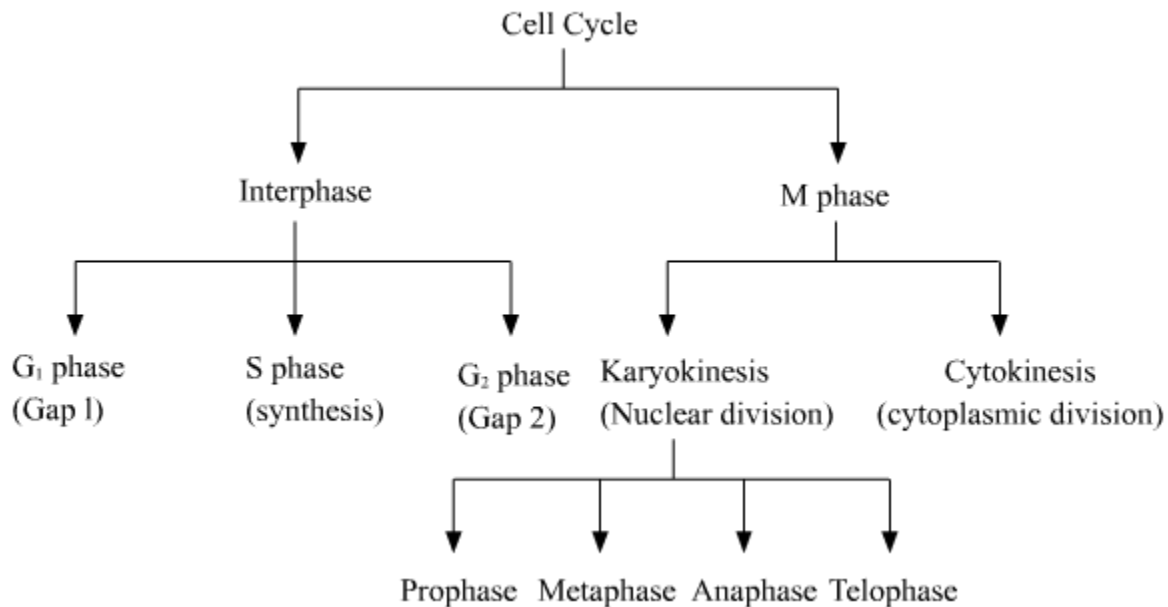 Cell Cycle
Interphase
M phase
G₁ phase
(Gap l)
S phase
(synthesis)
G₂ phase
(Gap 2)
Karyokinesis
(Nuclear division)
Cytokinesis
(cytoplasmic division)
Prophase
Metaphase
Anaphase
Telophase